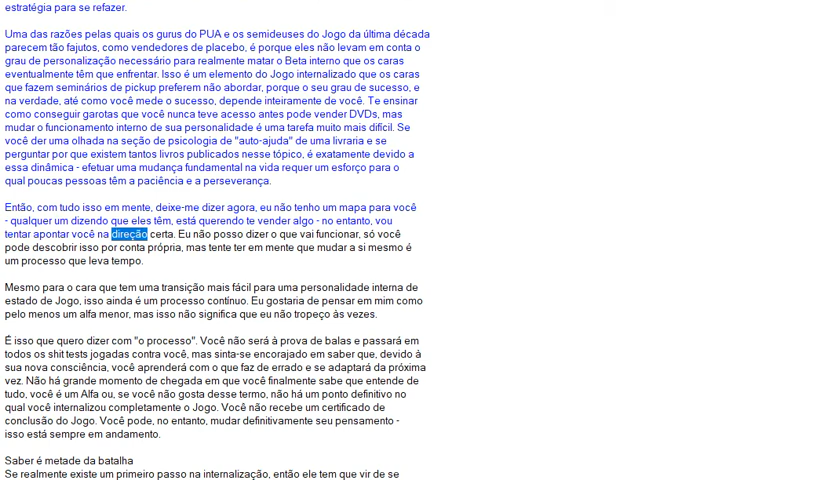 estratégia para se refazer.
Uma das razões pelas quais os gurus do PUA e os semideuses do Jogo da última década
parecem tão fajutos, como vendedores de placebo, é porque eles não levam em conta o
grau de personalização necessário para realmente matar o Beta interno que os caras
eventualmente têm que enfrentar. Isso é um elemento do Jogo internalizado que os caras
que fazem seminários de pickup preferem não abordar, porque o seu grau de sucesso, e
na verdade, até como você mede o sucesso, depende inteiramente de você. Te ensinar
como conseguir garotas que você nunca teve acesso antes pode vender DVDs, mas
mudar o funcionamento interno de sua personalidade é uma tarefa muito mais difícil. Se
você der uma olhada na seção de psicologia de "auto-ajuda" de uma livraria e se
perguntar por que existem tantos livros publicados nesse tópico, é exatamente devido a
essa dinâmica - efetuar uma mudança fundamental na vida requer um esforço para o
qual poucas pessoas têm a paciência e a perseverança.
Então, com tudo isso em mente, deixe-me dizer agora, eu não tenho um mapa para você
- qualquer um dizendo que eles têm, está querendo te vender algo - no entanto, vou
tentar apontar você na direção certa. Eu não posso dizer o que vai funcionar, só você
pode descobrir isso por conta própria, mas tente ter em mente que mudar a si mesmo é
um processo que leva tempo.
Mesmo para o cara que tem uma transição mais fácil para uma personalidade interna de
estado de Jogo, isso ainda é um processo contínuo. Eu gostaria de pensar em mim como
pelo menos um alfa menor, mas isso não significa que eu não tropeço às vezes.
É isso que quero dizer com "o processo". Você não será à prova de balas e passará em
todos os shit tests jogadas contra você, mas sinta-se encorajado em saber que, devido à
sua nova consciência, você aprenderá com o que faz de errado e se adaptará da próxima
vez. Não há grande momento de chegada em que você finalmente sabe que entende de
tudo, você é um Alfa ou, se você não gosta desse termo, não há um ponto definitivo no
qual você internalizou completamente o Jogo. Você não recebe um certificado de
conclusão do Jogo. Você pode, no entanto, mudar definitivamente seu pensamento -
isso está sempre em andamento.
Saber é metade da batalha
Se realmente existe um primeiro passo na internalização, então ele tem que vir de se